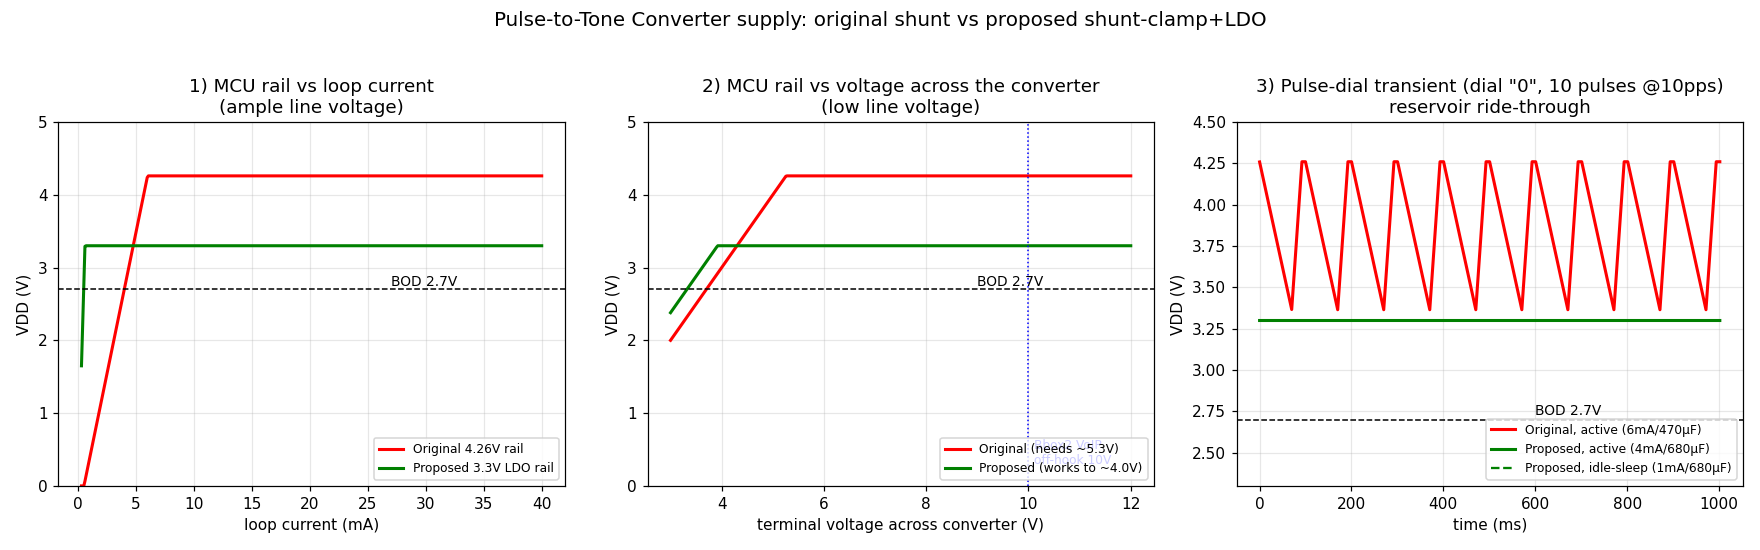 Pulse-to-Tone Converter supply: original shunt vs proposed shunt-clamp+LDO
1) MCU rail vs loop current
(ample line voltage)
5
4
3
2
1
0
VDD (V)
BOD 2.7V
Original 4.26V rail
Proposed 3.3V LDO rail
0 5 10 15 20 25 30 35 40
loop current (mA)
2) MCU rail vs voltage across the converter
(low line voltage)
5
4
3
2
1
0
VDD (V)
BOD 2.7V
Original (needs ~5.3V)
Proposed (works to ~4.0V)
off-hook 10V
4 6 8 10 12
terminal voltage across converter (V)
3) Pulse-dial transient (dial "0", 10 pulses @10pps)
reservoir ride-through
4.50
4.25
4.00
3.75
3.50
3.25
3.00
2.75
2.50
VDD (V)
BOD 2.7V
Original, active (6mA/470μF)
Proposed, active (4mA/680μF)
Proposed, idle-sleep (1mA/680μF)
0 200 400 600 800 1000
time (ms)